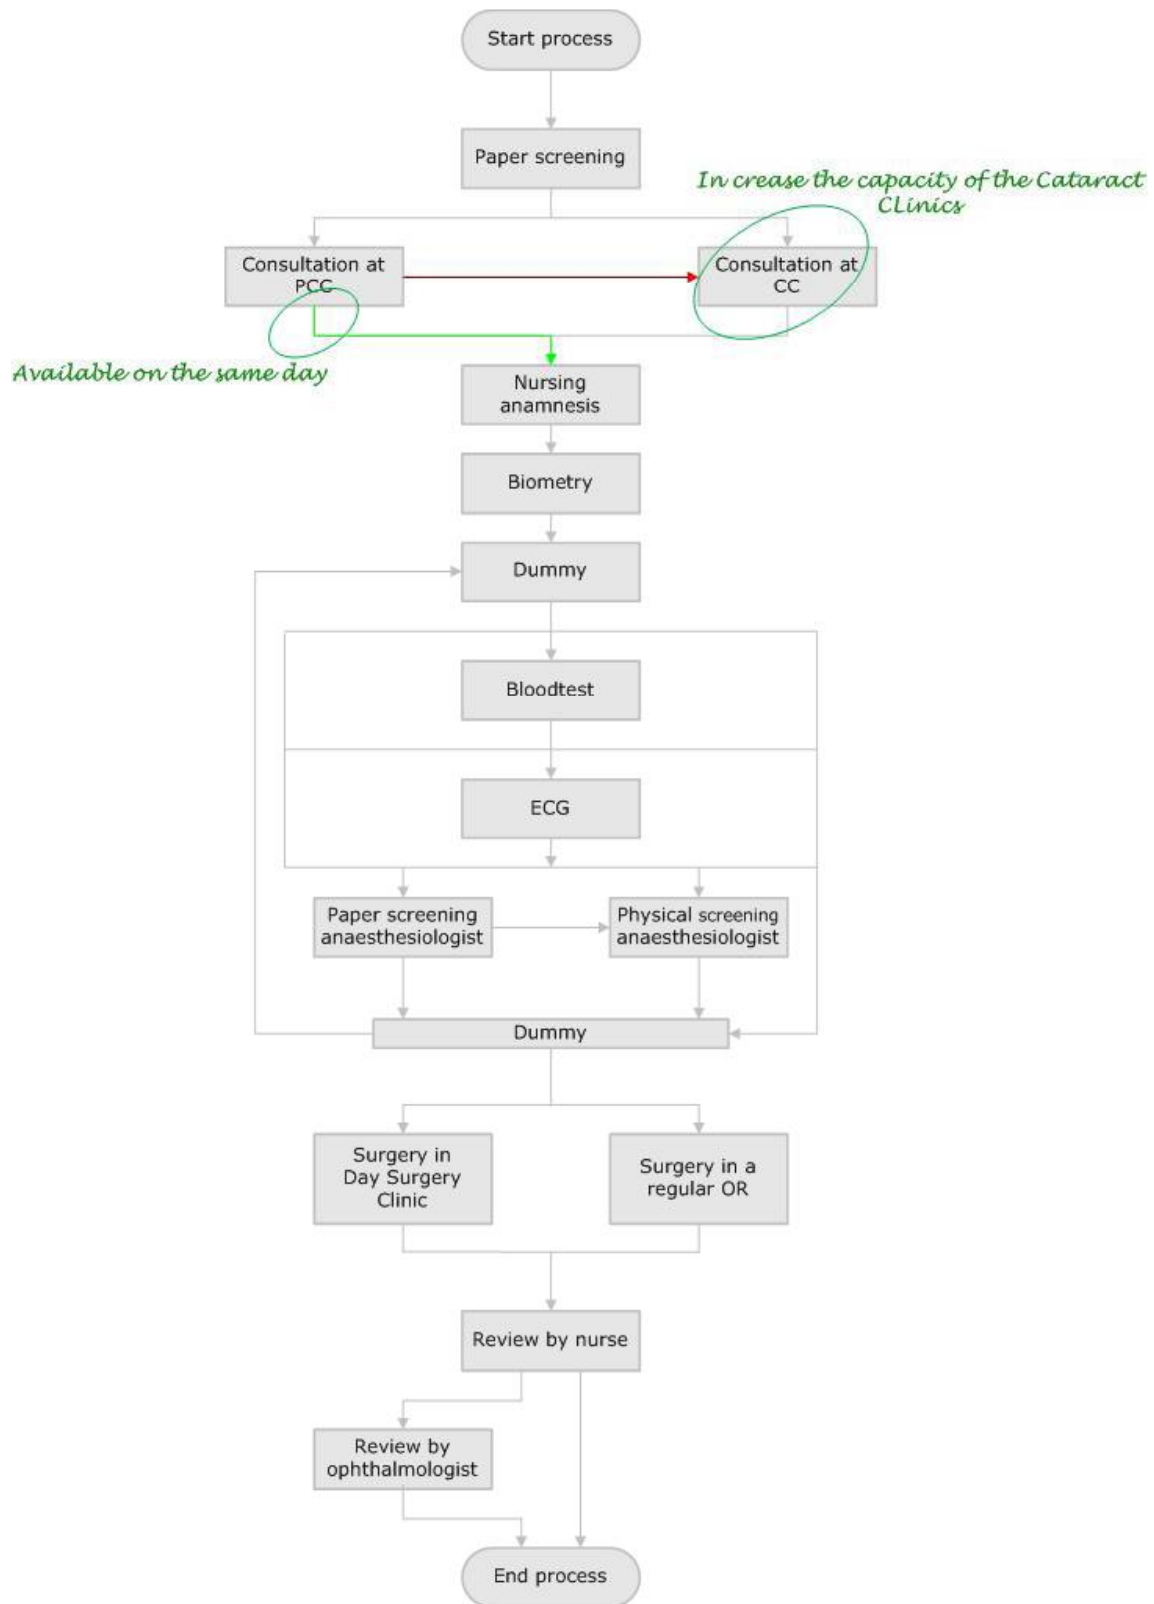 Start process
Paper screening
In crease the capacity of the Cataract
CLinics
Consultation at
PCC
Consultation at
CC
Available on the same day
Nursing
anamnesis
Biometry
Dummy
Bloodtest
ECG
Paper screening
anaesthesiologist
Physical screening
anaesthesiologist
Dummy
Surgery in
Day Surgery
Clinic
Surgery in a
regular OR
Review by nurse
Review by
ophthalmologist
End process